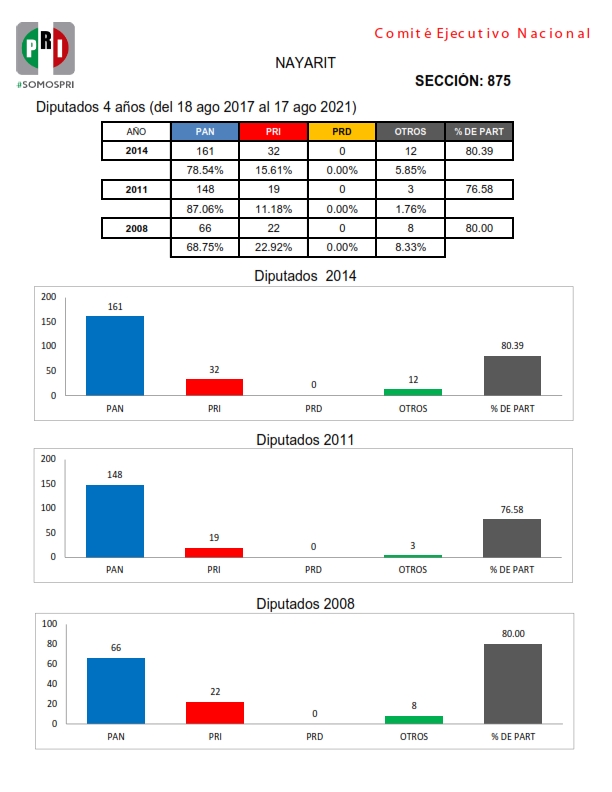 PRI
#SOMOSPRI
Comité Ejecutivo Nacional
NAYARIT
SECCIÓN: 875
Diputados 4 años (del 18 ago 2017 al 17 ago 2021)
AÑO PAN PRI PRD OTROS % DE PART
2014 161 32 0 12 80.39
78.54% 15.61% 0.00% 5.85%
2011 148 19 0 3 76.58
87.06% 11.18% 0.00% 1.76%
2008 66 22 0 8 80.00
68.75% 22.92% 0.00% 8.33%
Diputados 2014
200
150
100
50
0
161 32 0 12 80.39
PAN PRI PRD OTROS % DE PART
Diputados 2011
200
150
100
50
0
148 19 0 3 76.58
PAN PRI PRD OTROS % DE PART
Diputados 2008
100
80
60
40
20
0
66 22 0 8 80.00
PAN PRI PRD OTROS % DE PART